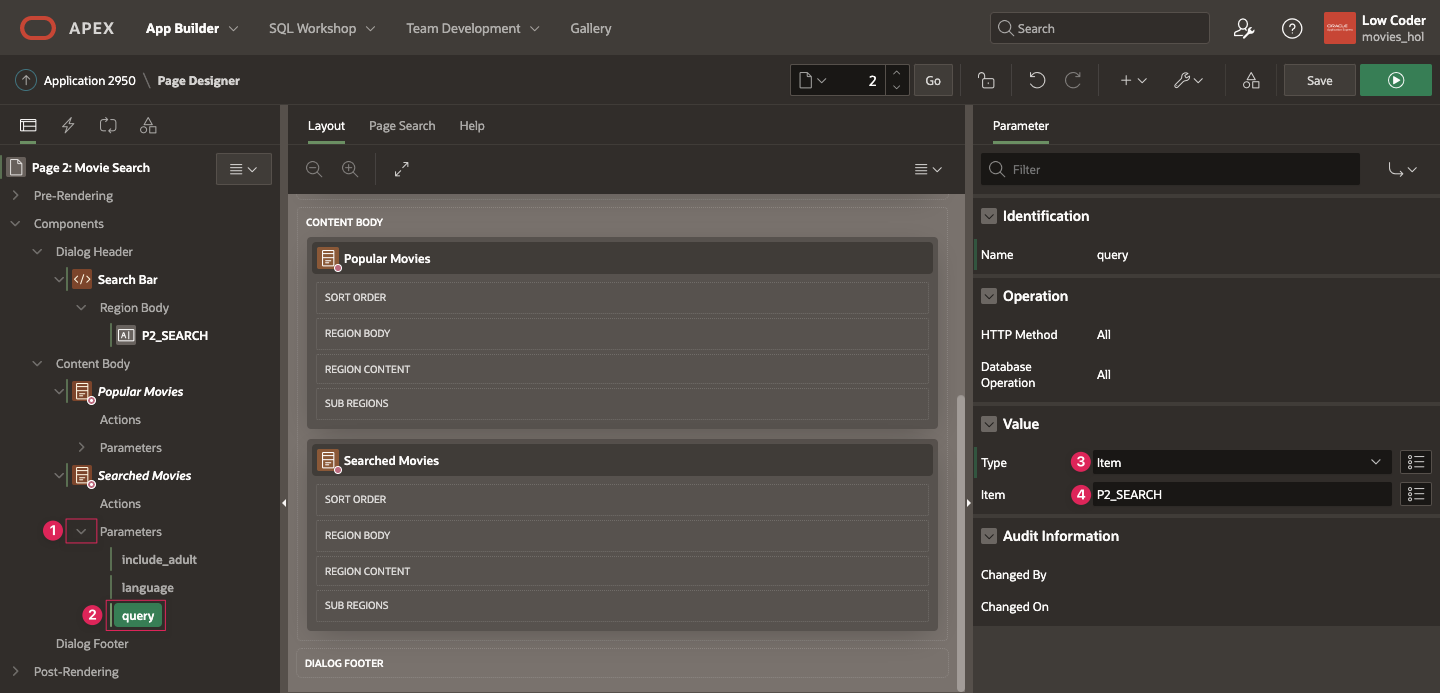 APEX App Builder SQL Workshop Team Development Gallery Search Low Coder
movies_hol
Application 2950 \ Page Designer 2 Go Save
Layout Page Search Help
Parameter
Page 2: Movie Search
Pre-Rendering
Components
Dialog Header
</> Search Bar
Region Body
A P2_SEARCH
Content Body
Popular Movies
Actions
Parameters
Searched Movies
Actions
1 Parameters
include_adult
language
2 query
Dialog Footer
Post-Rendering
CONTENT BODY
Popular Movies
SORT ORDER
REGION BODY
REGION CONTENT
SUB REGIONS
Searched Movies
SORT ORDER
REGION BODY
REGION CONTENT
SUB REGIONS
DIALOG FOOTER
Filter
Identification
Name query
Operation
HTTP Method All
Database
Operation All
Value
Type 3 Item
Item 4 P2_SEARCH
Audit Information
Changed By
Changed On